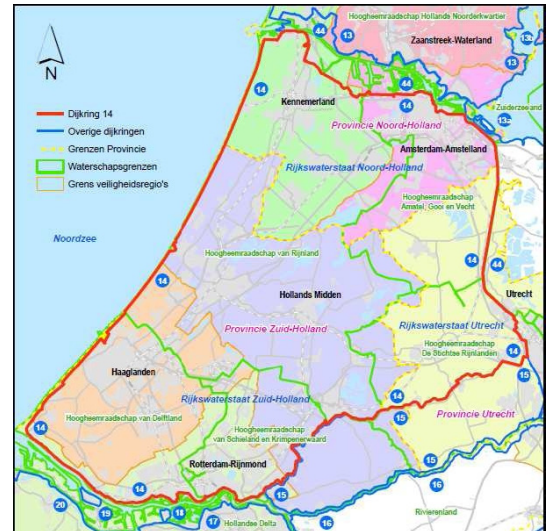 Hoogheemraadschap Hollands Noorderkwartier
44
13
13b
Zaanstreek-Waterland
N
14
44
13
Kennemerland
14
Zuiderzeeland
Dijkring 14
Overige dijkringen
Grenzen Provincie
Waterschapsgrenzen
Grens veiligheidsregio's
Provincie Noord-Holland
Amsterdam-Amstelland
Rijkswaterstaat Noord-Holland
Hoogheemraadschap
Amstel, Gooi en Vecht
Noordzee
Hoogheemraadschap van Rijnland
14
14
44
Hollands Midden
Utrecht
Provincie Zuid-Holland
Rijkswaterstaat Utrecht
Hoogheemraadschap
De Stichtse Rijnlanden
14
15
Haaglanden
Rijkswaterstaat Zuid-Holland
14
Hoogheemraadschap van Delfland
14
15
Provincie Utrecht
Hoogheemraadschap
van Schieland en Krimpenerwaard
Rotterdam-Rijnmond
15
14
15
16
20
19
18
17
Hollandse Delta
16
Rivierenland